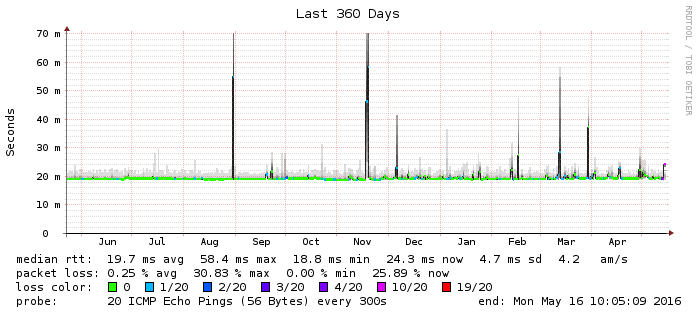 Last 360 Days
RRDTOOL / TOBI OETIKER
Seconds
70 m
60 m
50 m
40 m
30 m
20 m
10 m
0
Jun Jul Aug Sep Oct Nov Dec Jan Feb Mar Apr
median rtt: 19.7 ms avg 58.4 ms max 18.8 ms min 24.3 ms now 4.7 ms sd 4.2 am/s
packet loss: 0.25 % avg 30.83 % max 0.00 % min 25.89 % now
loss color: 0 1/20 2/20 3/20 4/20 10/20 19/20
probe: 20 ICMP Echo Pings (56 Bytes) every 300s end: Mon May 16 10:05:09 2016